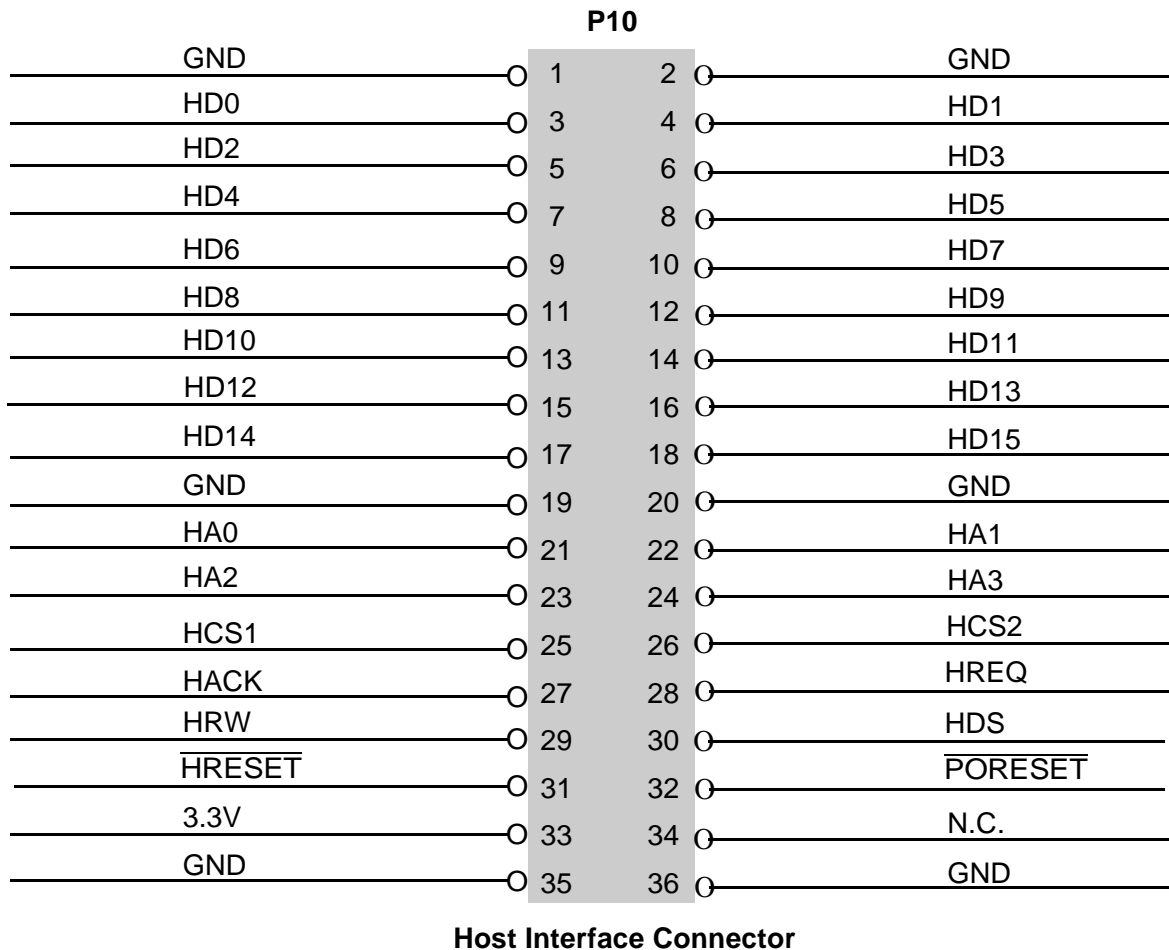 P10
GND 1 2 GND
HD0 3 4 HD1
HD2 5 6 HD3
HD4 7 8 HD5
HD6 9 10 HD7
HD8 11 12 HD9
HD10 13 14 HD11
HD12 15 16 HD13
HD14 17 18 HD15
GND 19 20 GND
HA0 21 22 HA1
HA2 23 24 HA3
HCS1 25 26 HCS2
HACK 27 28 HREQ
HRW 29 30 HDS
HRESET 31 32 PORESET
3.3V 33 34 N.C.
GND 35 36 GND
Host Interface Connector